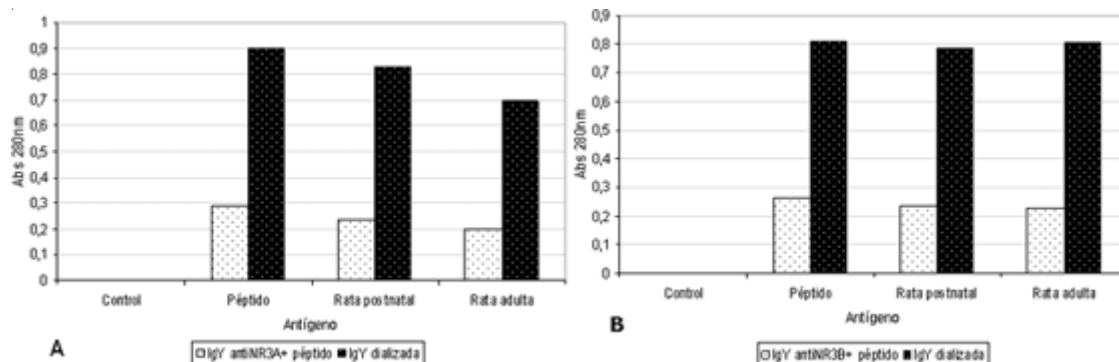 1
0,9
0,8
0,7
0,6
0,5
0,4
0,3
0,2
0,1
0
Abs 280nm
Control
Péptido
Rata postnatal
Rata adulta
Antígeno
A
IgY antiNR3A+ péptido
IgY dializada
0,9
0,8
0,7
0,6
0,5
0,4
0,3
0,2
0,1
0
Abs 280nm
Control
Péptido
Rata postnatal
Rata adulta
Antígeno
B
IgY antiNR3B+ péptido
IgY dializada